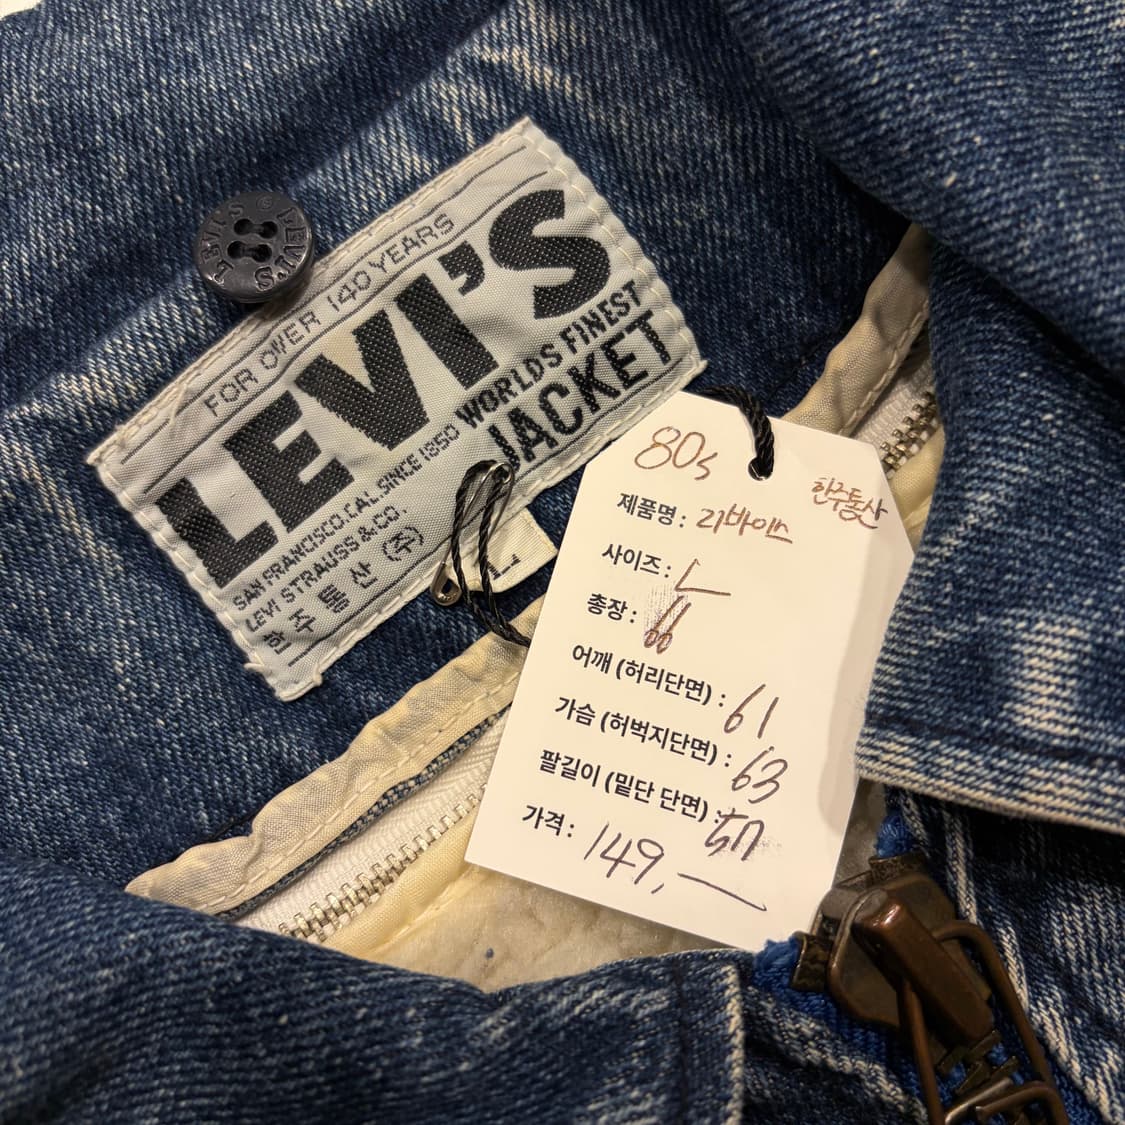 LEVI'S LEVI'S
FOR OVER 140 YEARS
LEVI'S
SAN FRANCISCO.CAL.SINCE 1850 WORLDS FINEST
LEVI STRAUSS & CO. JACKET
한 주 통 산 (주)
L
80s
한주통산
제품명 : 리바이스
사이즈 : L
총장 : 66
어깨 (허리단면) : 61
가슴 (허벅지단면) : 63
팔길이 (밑단 단면) : 57
가격 : 149,—